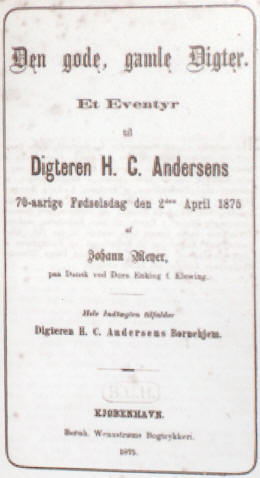 Den gode, gamle Digter.
Et Eventyr
til
Digteren H. C. Andersens
70-aarige Fødselsdag den 2den April 1875
af
Johann Meyer,
paa Dansk ved Dora Enking f. Klewing.
Hele Indtægten tilfalder
Digteren H. C. Andersens Børnehjem.
KJØBENHAVN.
Bernh. Wennstrøms Bogtrykkeri.
1875.